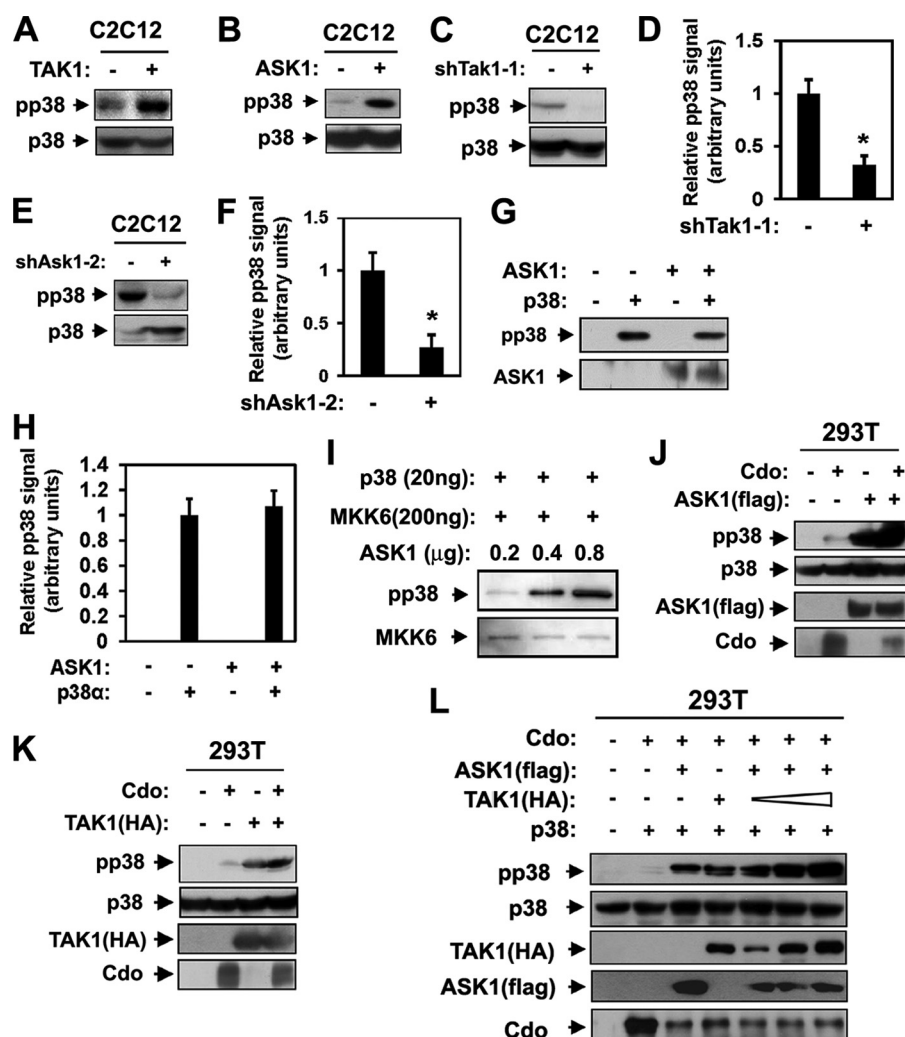 A
C2C12
TAK1: - +
pp38
p38
B
C2C12
ASK1: - +
pp38
p38
C
C2C12
shTak1-1: - +
pp38
p38
D
Relative pp38 signal
(arbitrary units)
1.5
1
0.5
0
*
shTak1-1: - +
E
C2C12
shAsk1-2: - +
pp38
p38
F
Relative pp38 signal
(arbitrary units)
1.5
1
0.5
0
*
shAsk1-2: - +
G
ASK1: - - + +
p38: - + - +
pp38
ASK1
H
Relative pp38 signal
(arbitrary units)
1.4
1.2
1
0.8
0.6
0.4
0.2
0
ASK1: - - + +
p38α: - + - +
I
p38 (20ng): + + +
MKK6(200ng): + + +
ASK1 (μg) 0.2 0.4 0.8
pp38
MKK6
J
293T
Cdo: - + - +
ASK1(flag): - - + +
pp38
p38
ASK1(flag)
Cdo
K
293T
Cdo: - + - +
TAK1(HA): - - + +
pp38
p38
TAK1(HA)
Cdo
L
293T
Cdo: - + + + + + +
ASK1(flag): - - + - + + +
TAK1(HA): - - - +
p38: - + + + + + +
pp38
p38
TAK1(HA)
ASK1(flag)
Cdo